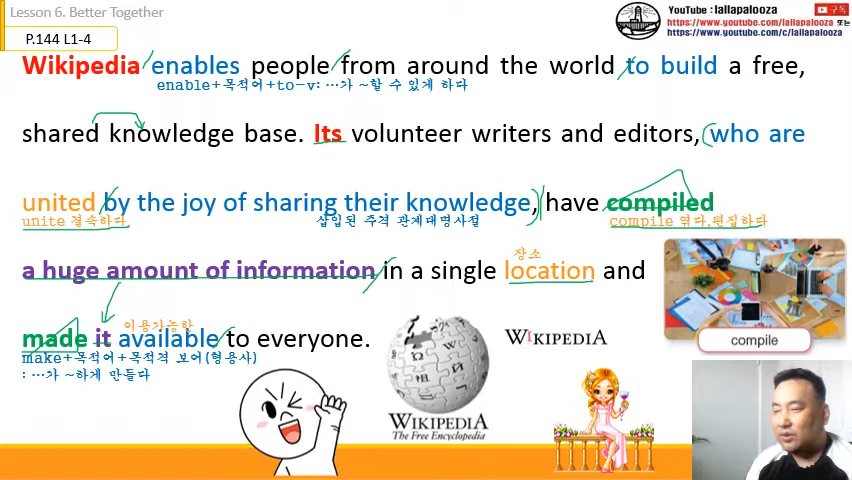 Lesson 6. Better Together
P.144 L1-4
YouTube : lallapalooza
구독
https://www.youtube.com/lallapalooza 또는
https://www.youtube.com/c/lallapalooza
Wikipedia enables people from around the world to build a free,
enable+목적어+to-v: …가 ~할 수 있게 하다
shared knowledge base. Its volunteer writers and editors, who are
united by the joy of sharing their knowledge, have compiled
unite 결속하다
삽입된 주격 관계대명사절
compile 엮다,편집하다
a huge amount of information in a single location and
장소
이용가능한
made it available to everyone.
make+목적어+목적격 보어(형용사)
: …가 ~하게 만들다
WIKIPEDIA
compile
WIKIPEDIA
The Free Encyclopedia